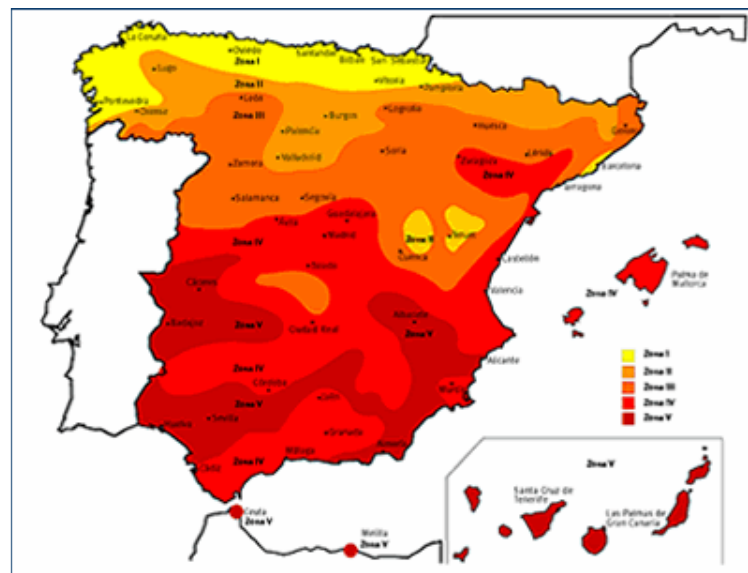 La Coruña
Oviedo
Santander
Bilbao
San Sebastián
Zona I
Lugo
Vitoria
Zona II
Pamplona
León
Pontevedra
Orense
Zona III
Burgos
Logroño
Huesca
Palencia
Valladolid
Soria
Zaragoza
Lérida
Barcelona
Zamora
Zona IV
Tarragona
Salamanca
Segovia
Guadalajara
Ávila
Zona IV
Madrid
Zona II
Teruel
Cuenca
Castellón
Toledo
Palma de
Mallorca
Cáceres
Zona IV
Valencia
Badajoz
Zona V
Ciudad Real
Albacete
Zona V
Alicante
Zona I
Zona II
Zona III
Zona IV
Zona V
Zona IV
Córdoba
Murcia
Zona V
Jaén
Huelva
Sevilla
Granada
Almería
Málaga
Cádiz
Zona IV
Zona V
Santa Cruz de
Tenerife
Las Palmas de
Gran Canaria
Ceuta
Zona V
Melilla
Zona V